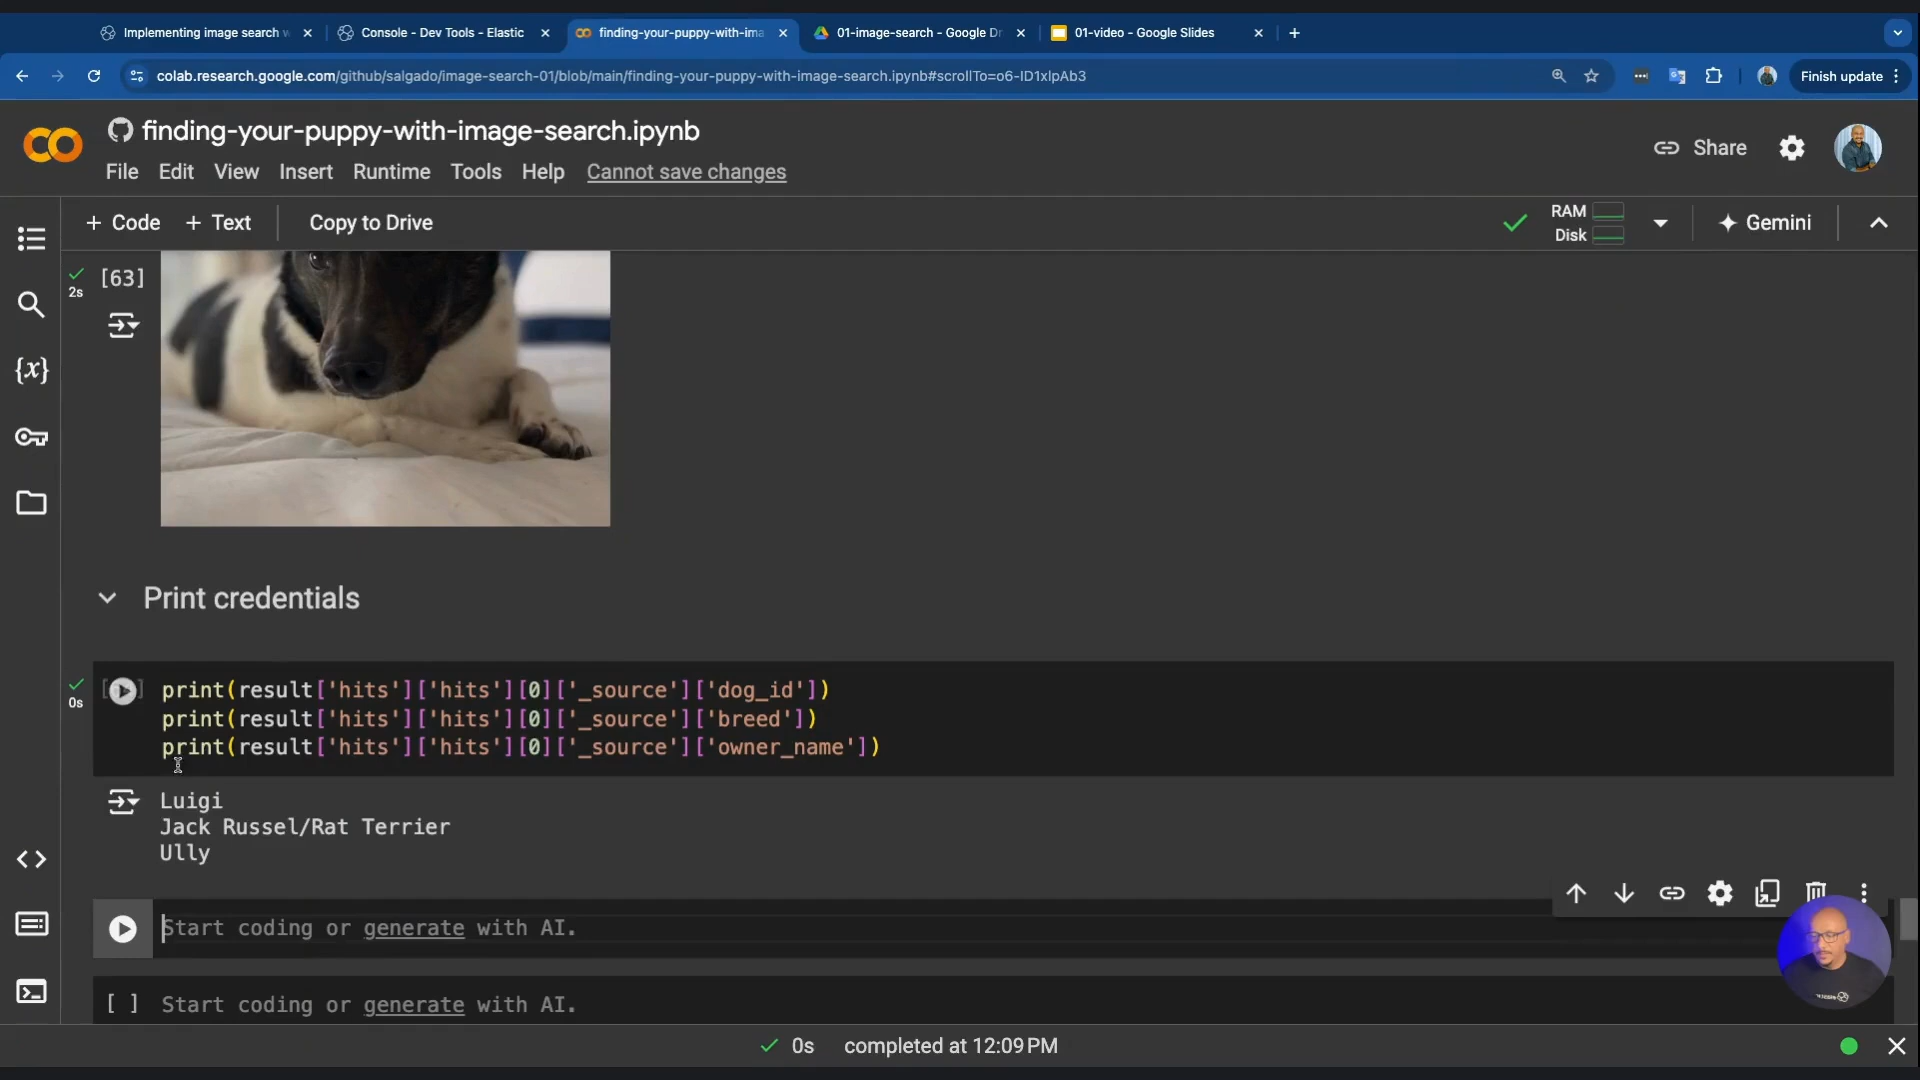 Implementing image search w
Console - Dev Tools - Elastic
finding-your-puppy-with-ima
01-image-search - Google Dr
01-video - Google Slides
colab.research.google.com/github/salgado/image-search-01/blob/main/finding-your-puppy-with-image-search.ipynb#scrollTo=o6-ID1xlpAb3
Finish update
finding-your-puppy-with-image-search.ipynb
Share
File Edit View Insert Runtime Tools Help Cannot save changes
+ Code + Text Copy to Drive
RAM
Disk
Gemini
[63]
2s
Print credentials
0s
print(result['hits']['hits'][0]['_source']['dog_id'])
print(result['hits']['hits'][0]['_source']['breed'])
print(result['hits']['hits'][0]['_source']['owner_name'])
Luigi
Jack Russel/Rat Terrier
Ully
Start coding or generate with AI.
[ ] Start coding or generate with AI.
0s completed at 12:09 PM